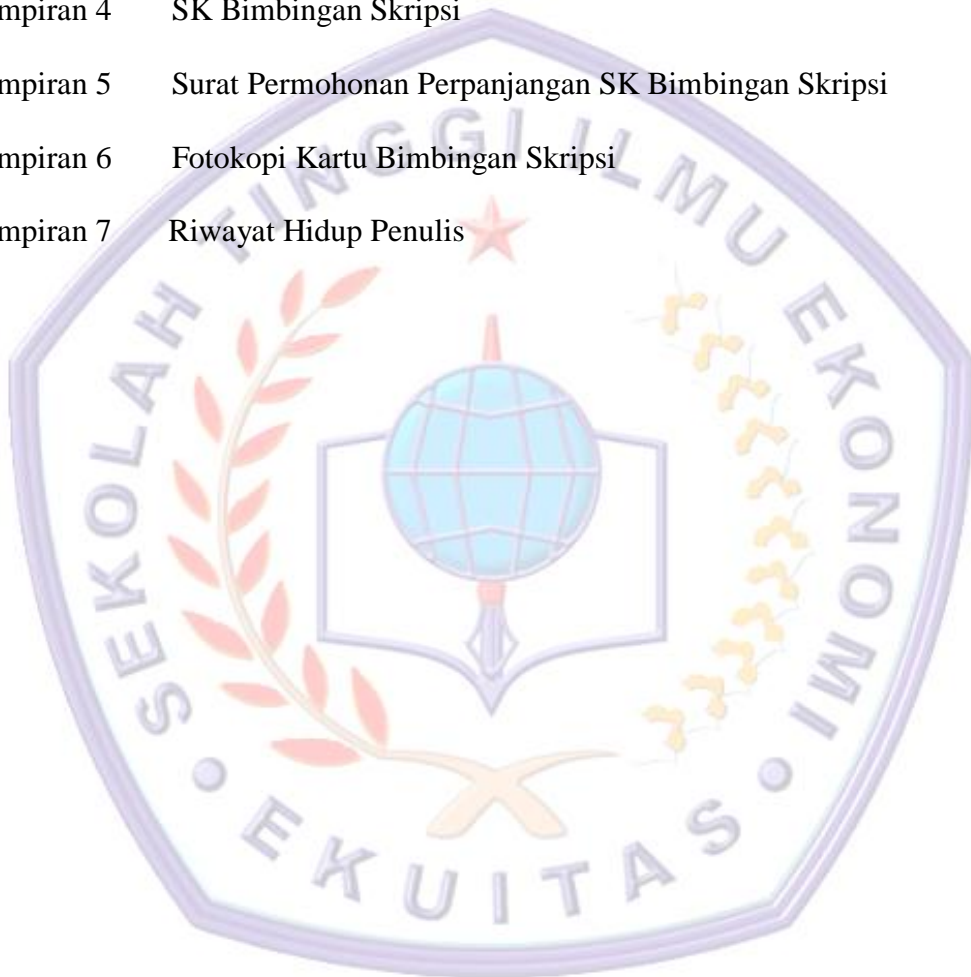 mpiran 4 SK Bimbingan Skripsi
mpiran 5 Surat Permohonan Perpanjangan SK Bimbingan Skripsi
mpiran 6 Fotokopi Kartu Bimbingan Skripsi
mpiran 7 Riwayat Hidup Penulis
SEKOLAH TINGGI ILMU EKONOMI
• EKUITAS •